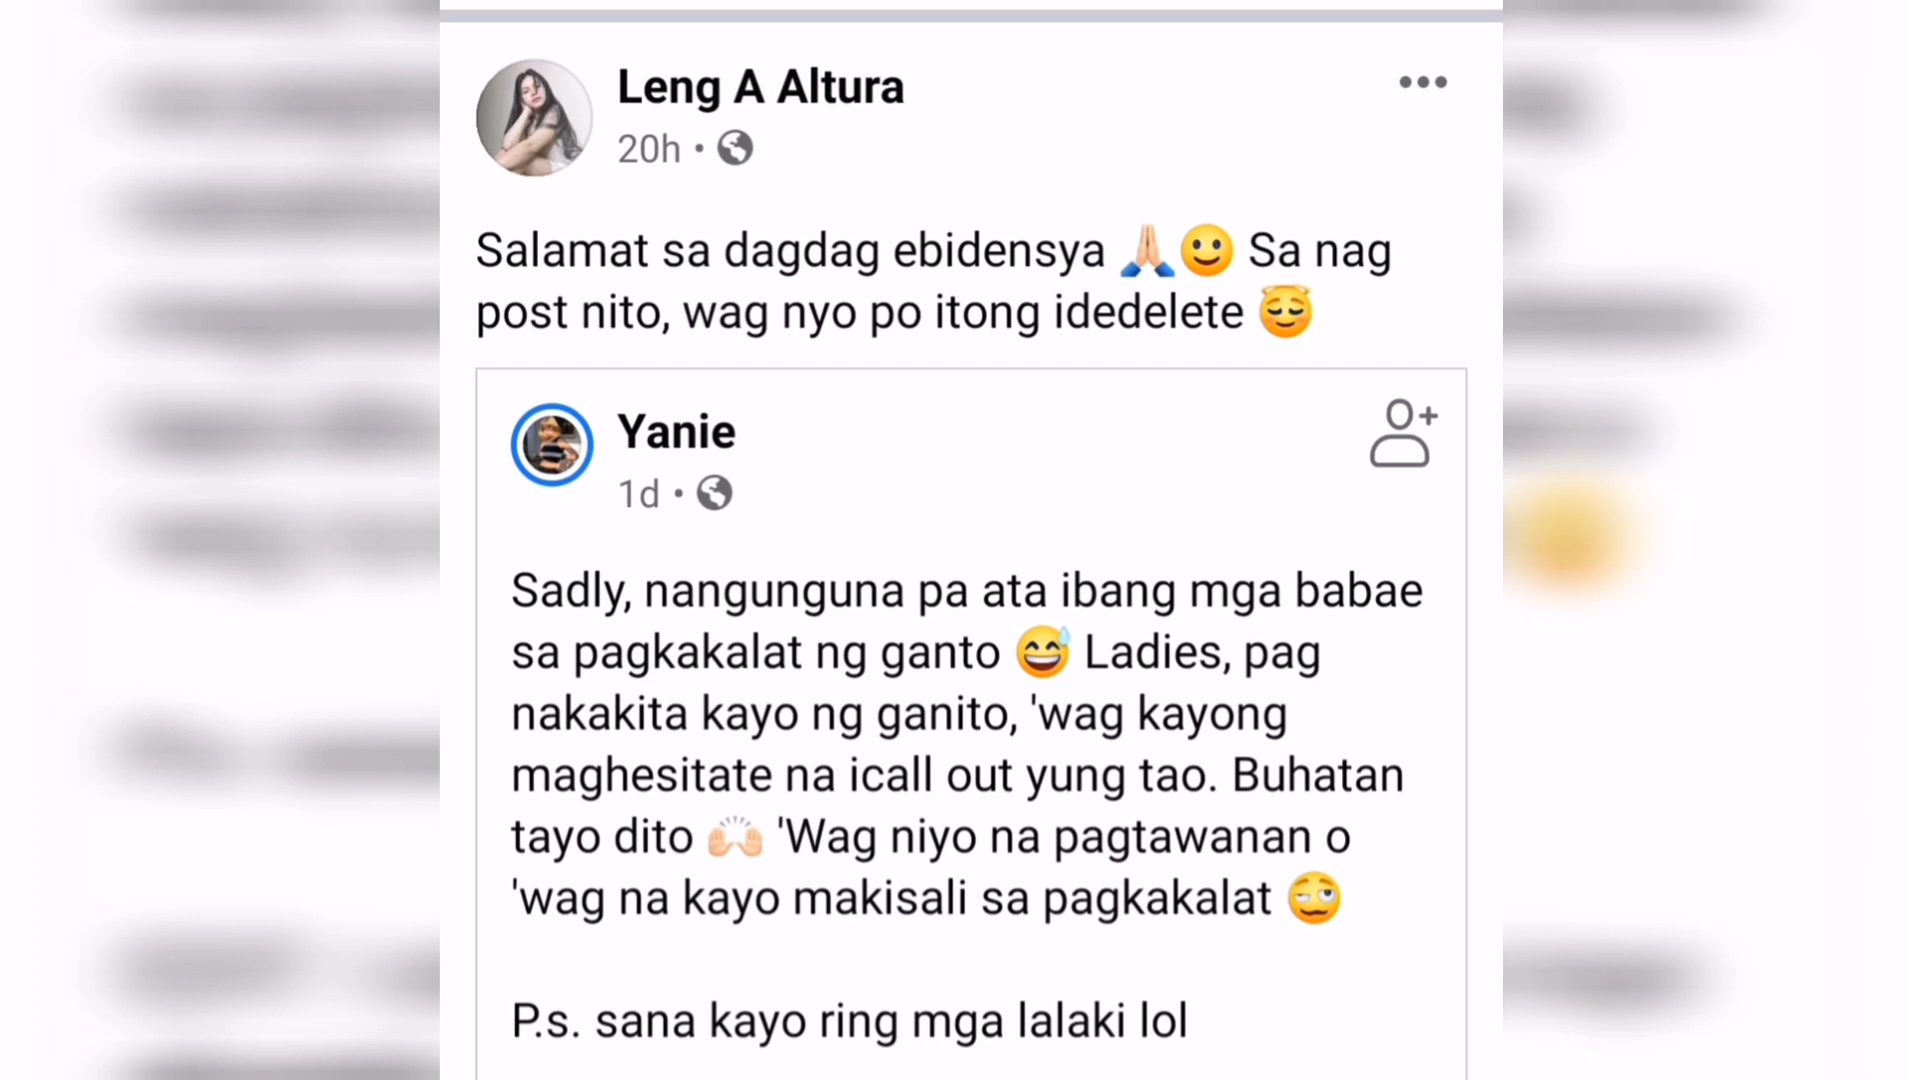 Leng A Altura
20h •
Salamat sa dagdag ebidensya 🙏🏻🙂 Sa nag
post nito, wag nyo po itong idedelete 😇
Yanie
1d •
Sadly, nangunguna pa ata ibang mga babae
sa pagkakalat ng ganto 😅 Ladies, pag
nakakita kayo ng ganito, 'wag kayong
maghesitate na icall out yung tao. Buhatan
tayo dito 🙌🏻 'Wag niyo na pagtawanan o
'wag na kayo makisali sa pagkakalat 🥴
P.s. sana kayo ring mga lalaki lol